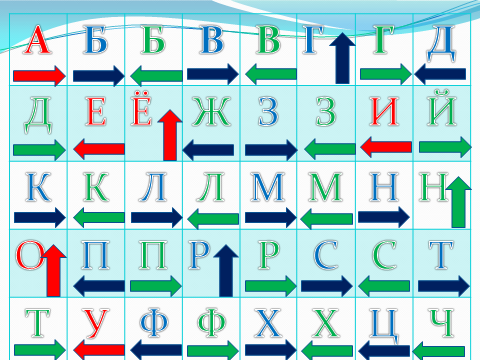 А Б Б В В Г Г Д
Д Е Ё Ж З З И Й
К К Л Л М М Н Н
О П П Р Р С С Т
Т У Ф Ф Х Х Ц Ч